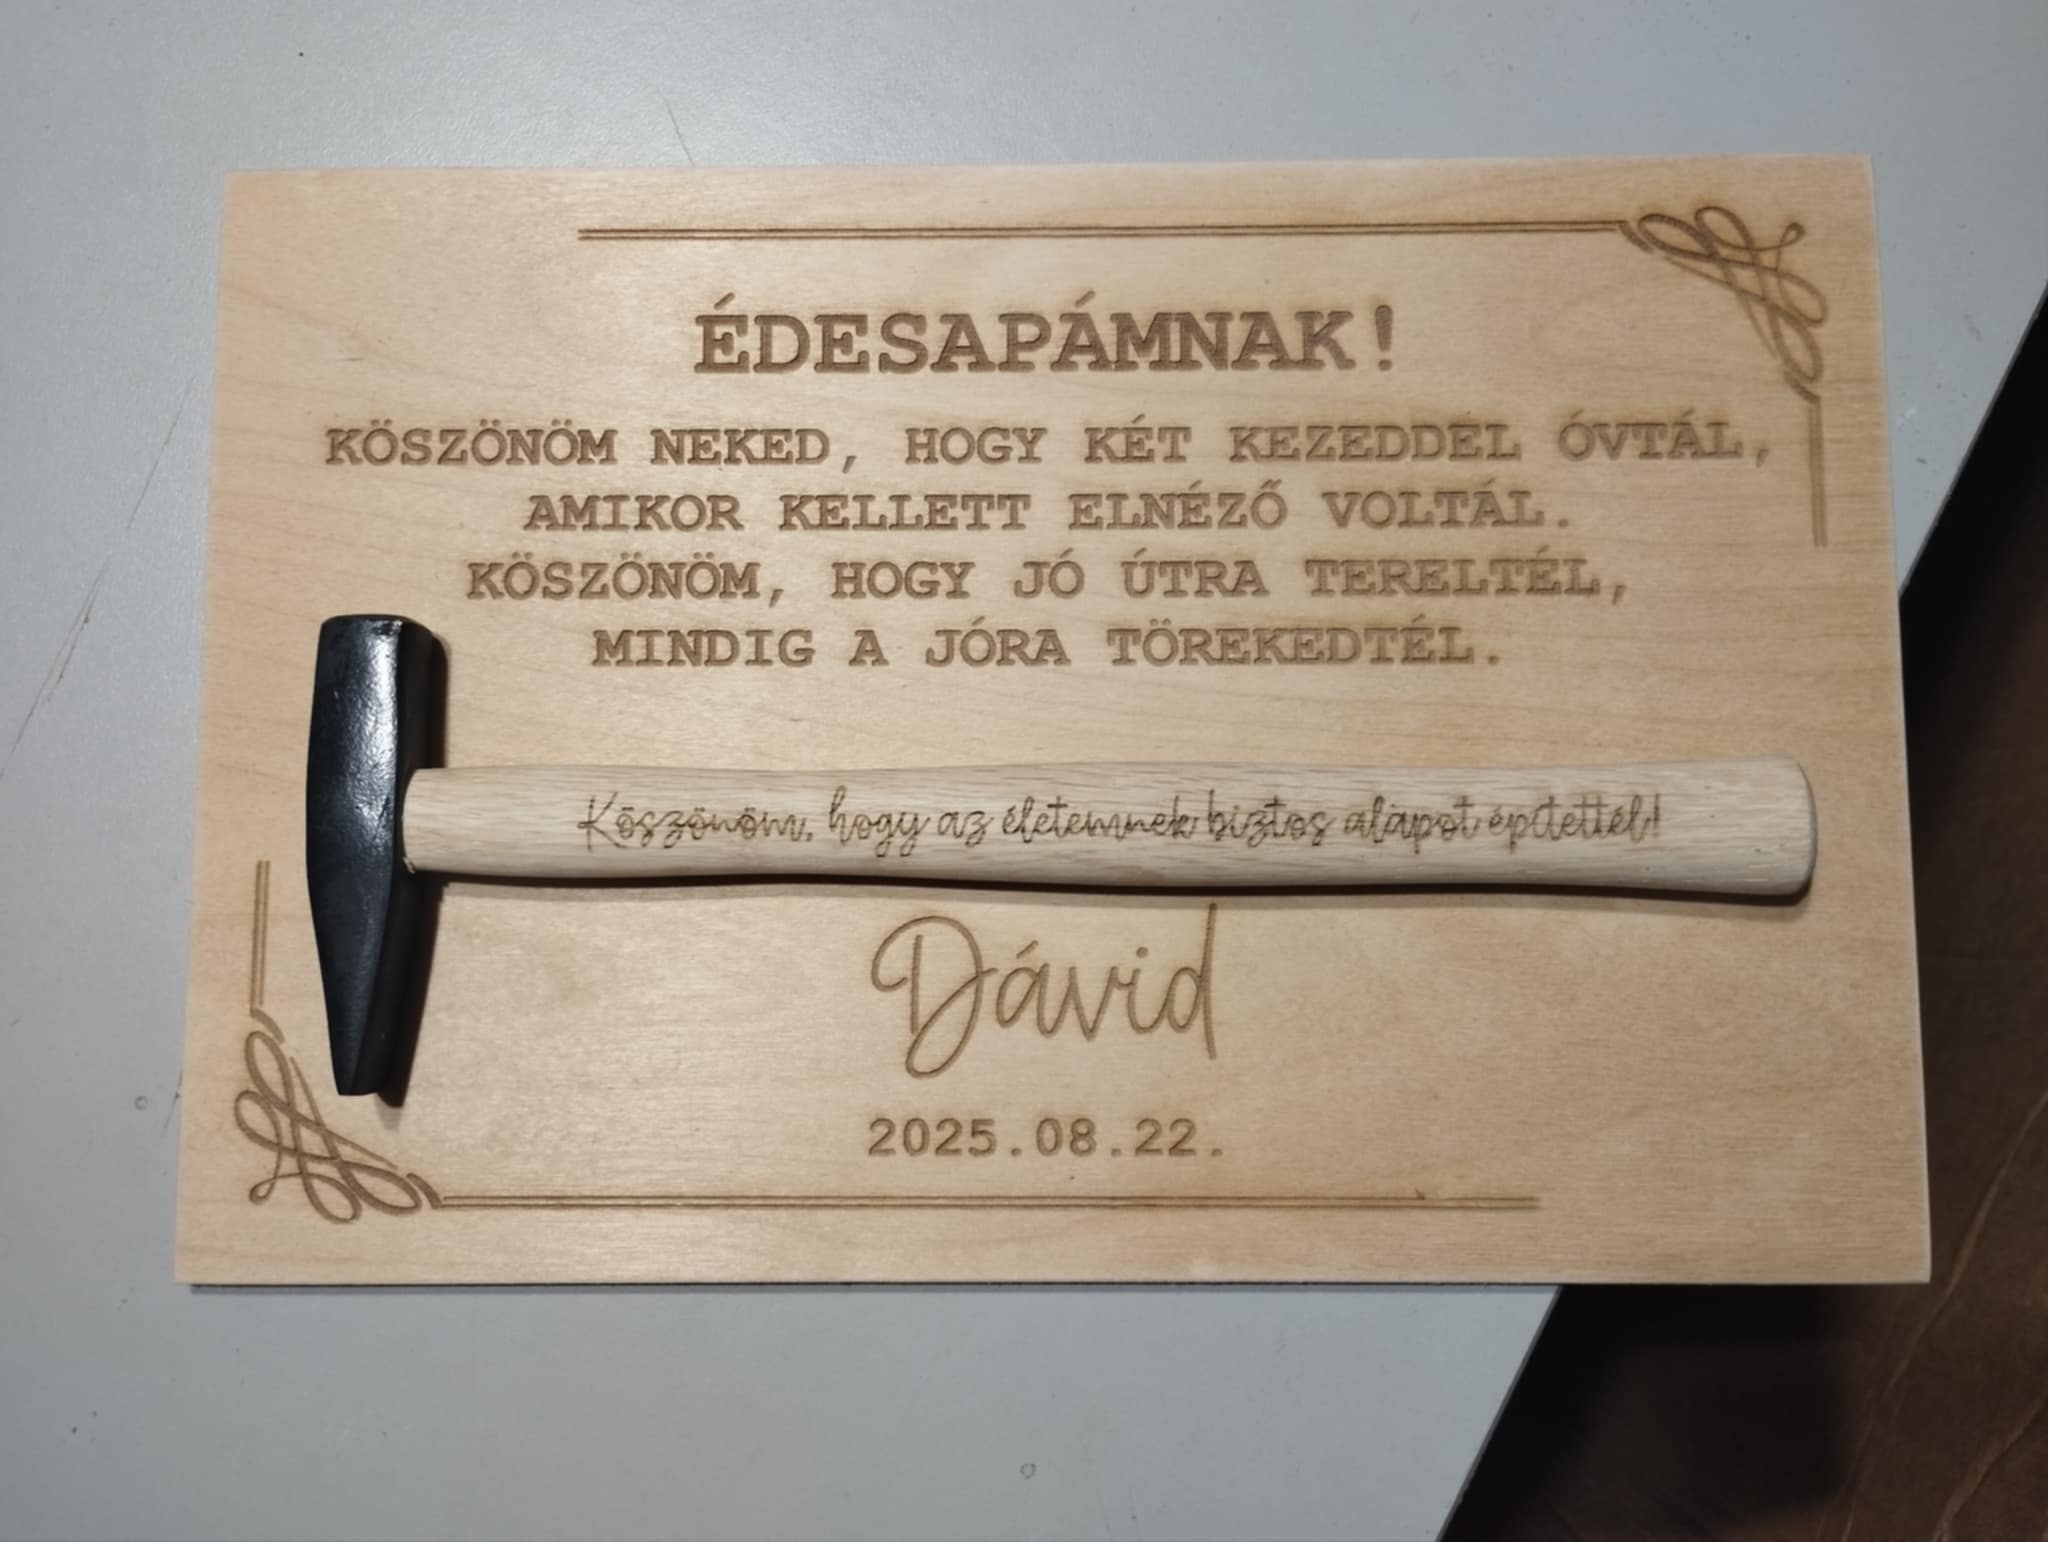 ÉDESAPÁMNAK!
KÖSZÖNÖM NEKED, HOGY KÉT KEZEDDEL ÓVTÁL,
AMIKOR KELLETT ELNÉZŐ VOLTÁL.
KÖSZÖNÖM, HOGY JÓ ÚTRA TERELTÉL,
MINDIG A JÓRA TÖREKEDTÉL.
Köszönöm, hogy az életemnek biztos alapot építettél!
Dávid
2025.08.22.